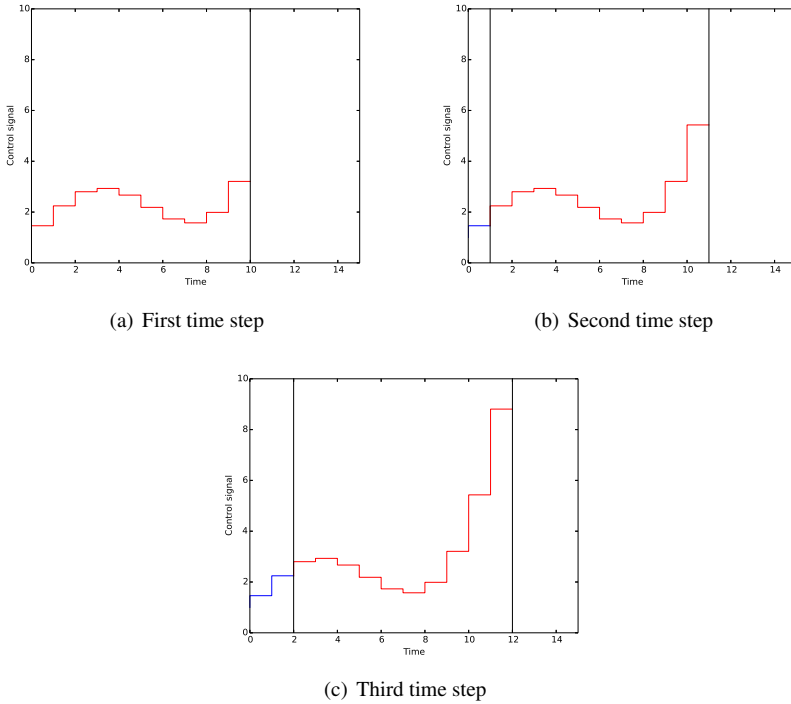 10
8
6
4
2
0
Control signal
0 2 4 6 8 10 12 14
Time
(a) First time step
10
8
6
4
2
0
Control signal
0 2 4 6 8 10 12 14
Time
(b) Second time step
10
8
6
4
2
0
Control signal
0 2 4 6 8 10 12 14
Time
(c) Third time step